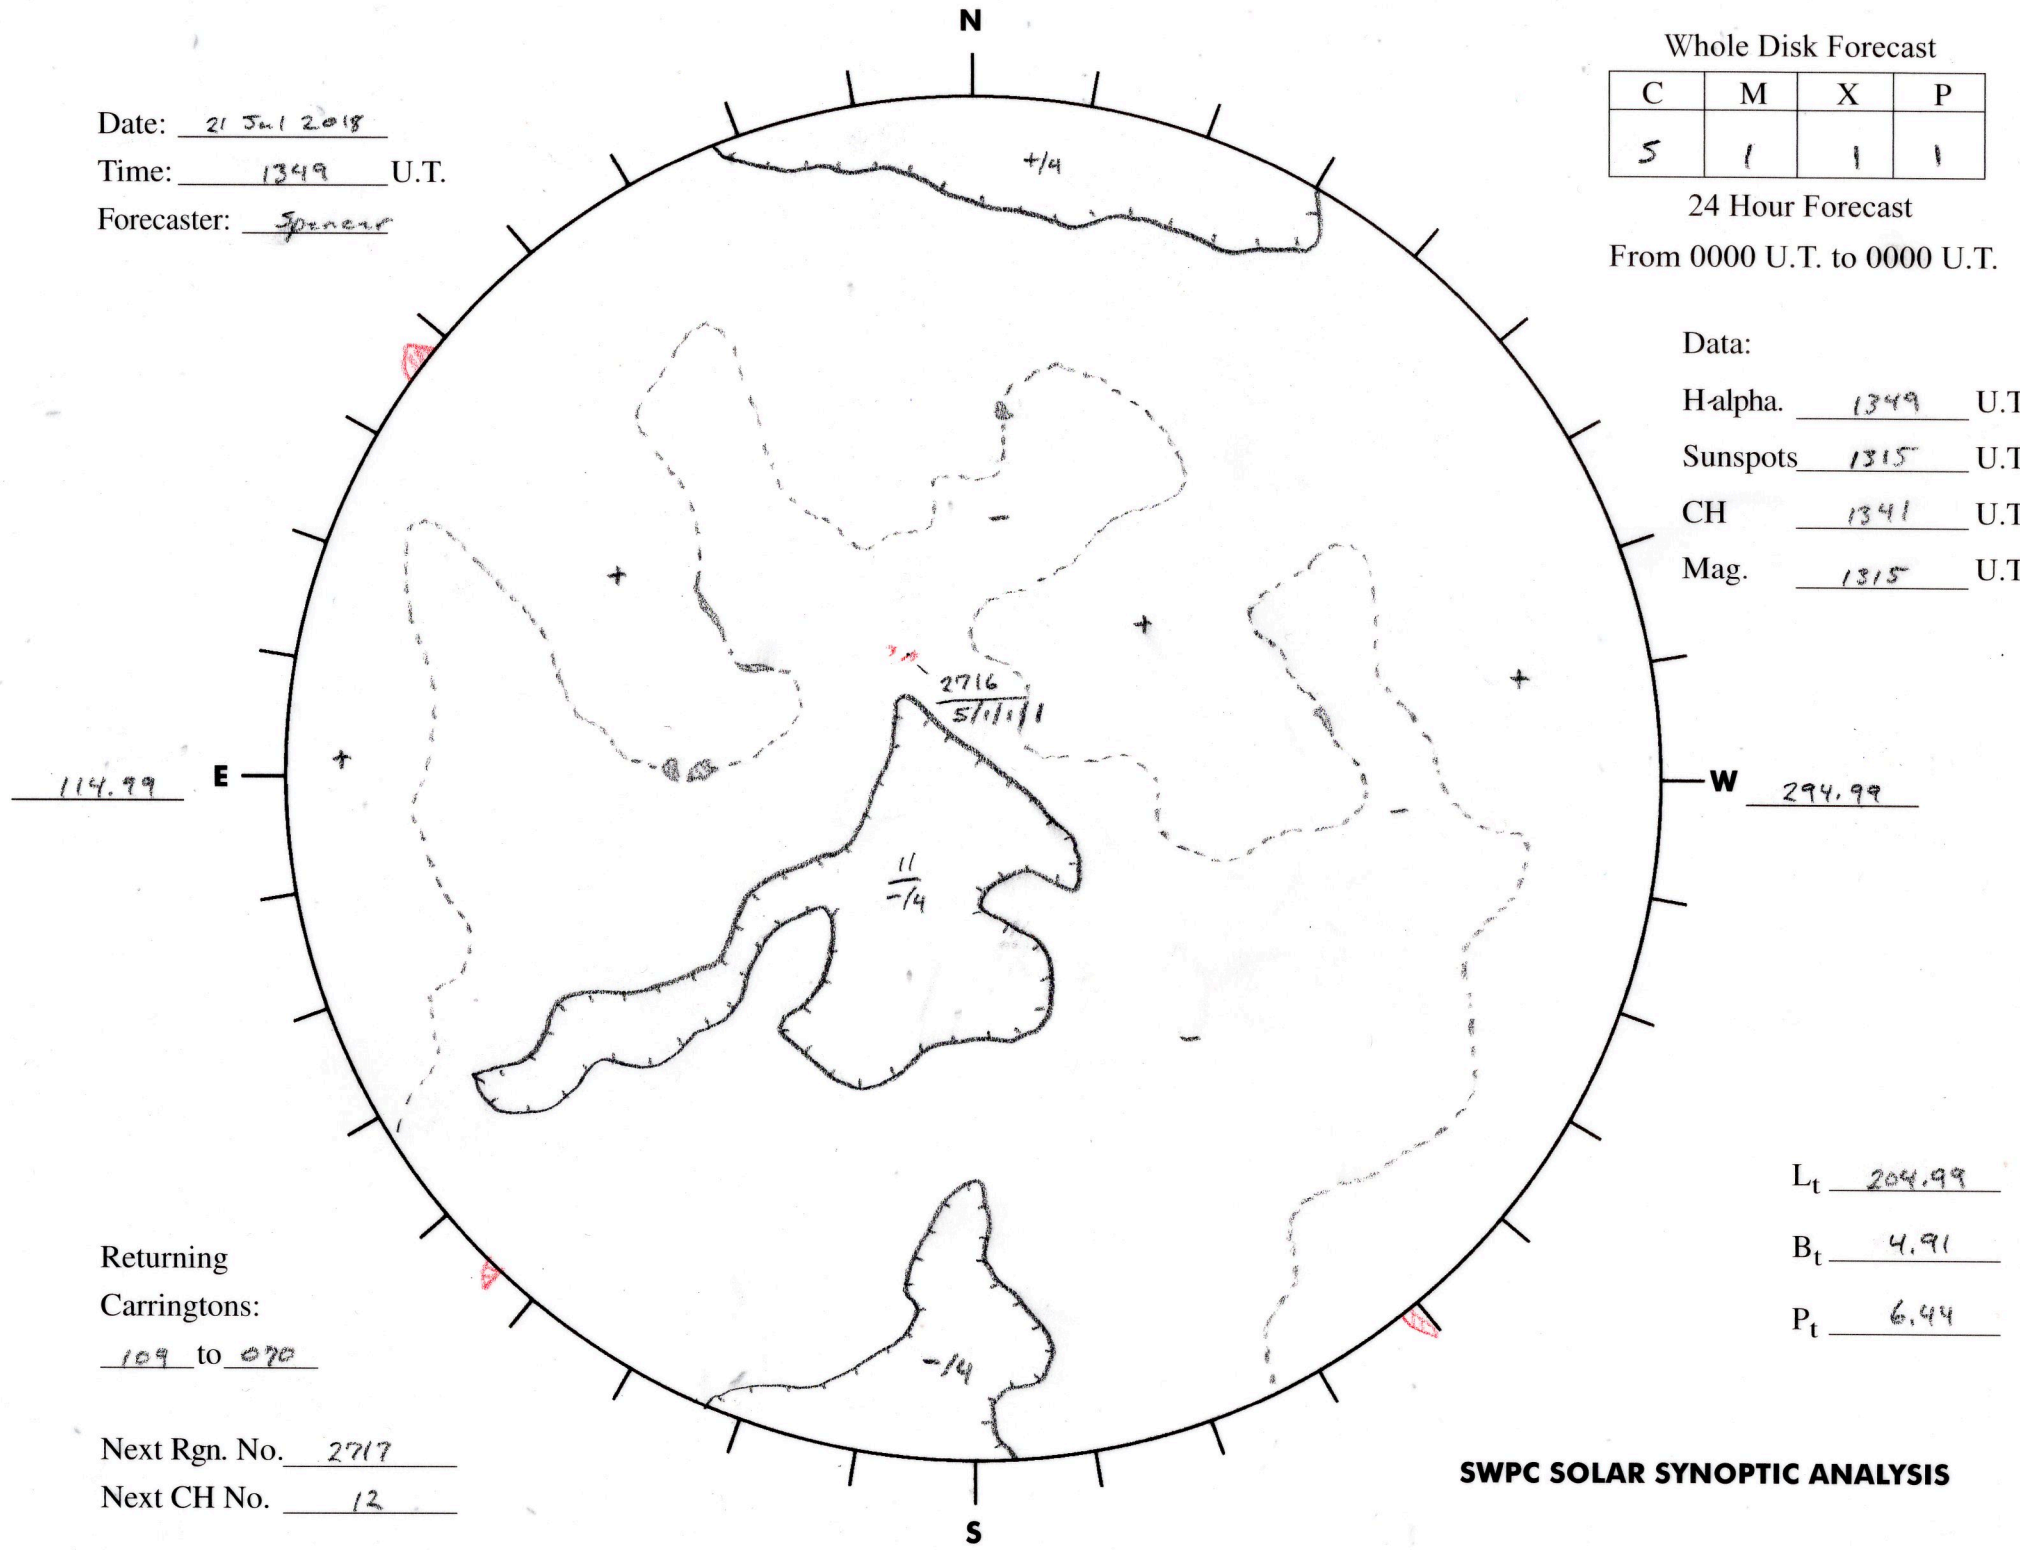 N
Whole Disk Forecast
C M X P
5 1 1 1
24 Hour Forecast
From 0000 U.T. to 0000 U.T.
Date: 21 Jul 2018
Time: 1349 U.T.
Forecaster: Spencer
+/4
Data:
H-alpha. 1349 U.T
Sunspots 1315 U.T
CH 1341 U.T
Mag. 1315 U.T
-
+
+
+
2716
5/1/1/1
+
114.99 E
W 294.99
-
11
-/4
-
Lt 204.99
Bt 4.91
Pt 6.44
Returning
Carringtons:
109 to 070
-/4
Next Rgn. No. 2717
Next CH No. 12
SWPC SOLAR SYNOPTIC ANALYSIS
S